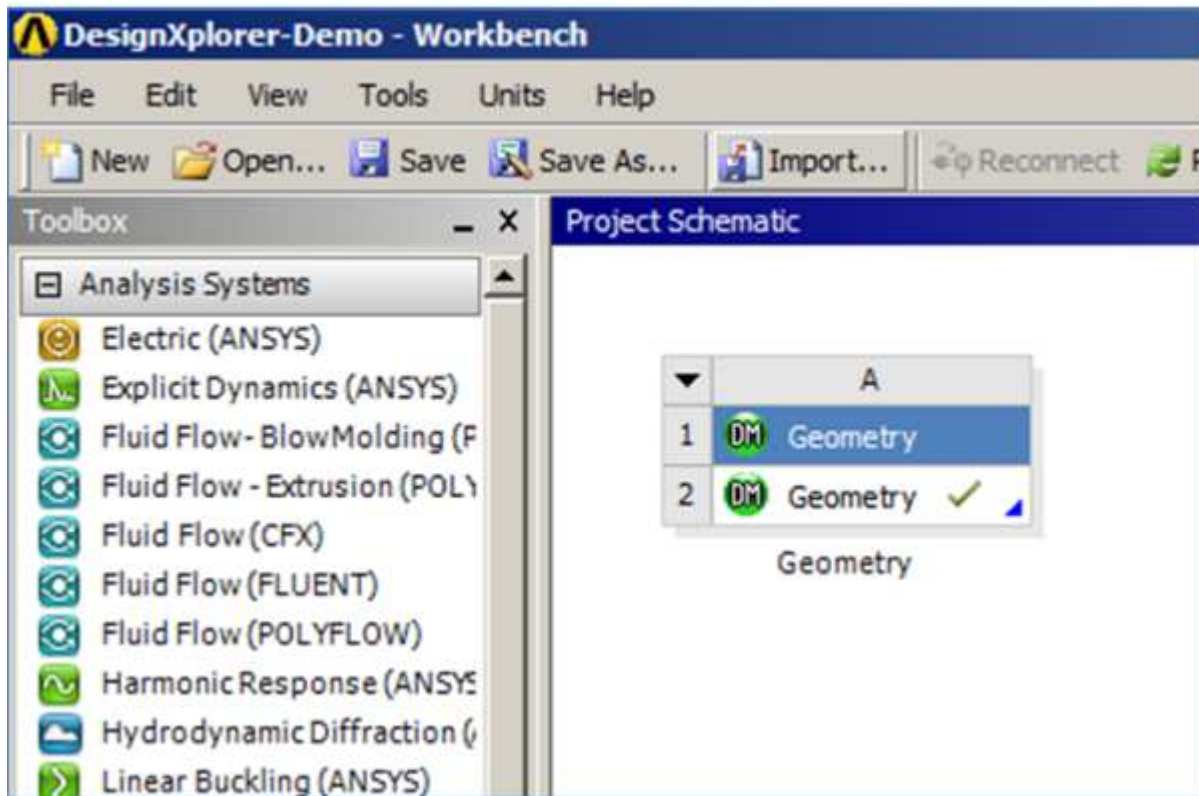 DesignXplorer-Demo - Workbench
File Edit View Tools Units Help
New Open... Save Save As... Import... Reconnect
Toolbox
Project Schematic
Analysis Systems
Electric (ANSYS)
Explicit Dynamics (ANSYS)
Fluid Flow - BlowMolding (P
Fluid Flow - Extrusion (POLY
Fluid Flow (CFX)
Fluid Flow (FLUENT)
Fluid Flow (POLYFLOW)
Harmonic Response (ANSYS
Hydrodynamic Diffraction (
Linear Buckling (ANSYS)
A
1 DM Geometry
2 DM Geometry
Geometry